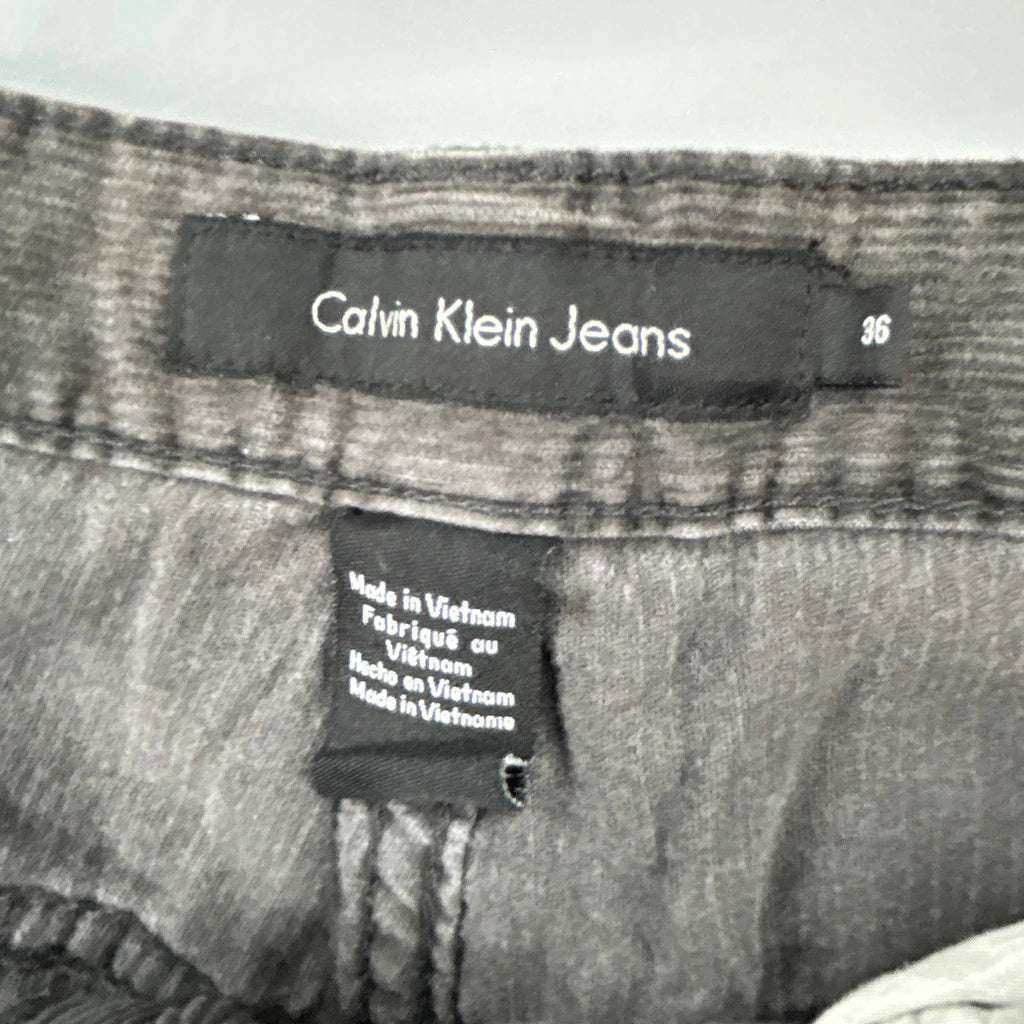 Calvin Klein Jeans
36
Made in Vietnam
Fabriqué au
Viêtnam
Hecho en Vietnam
Made in Vietname